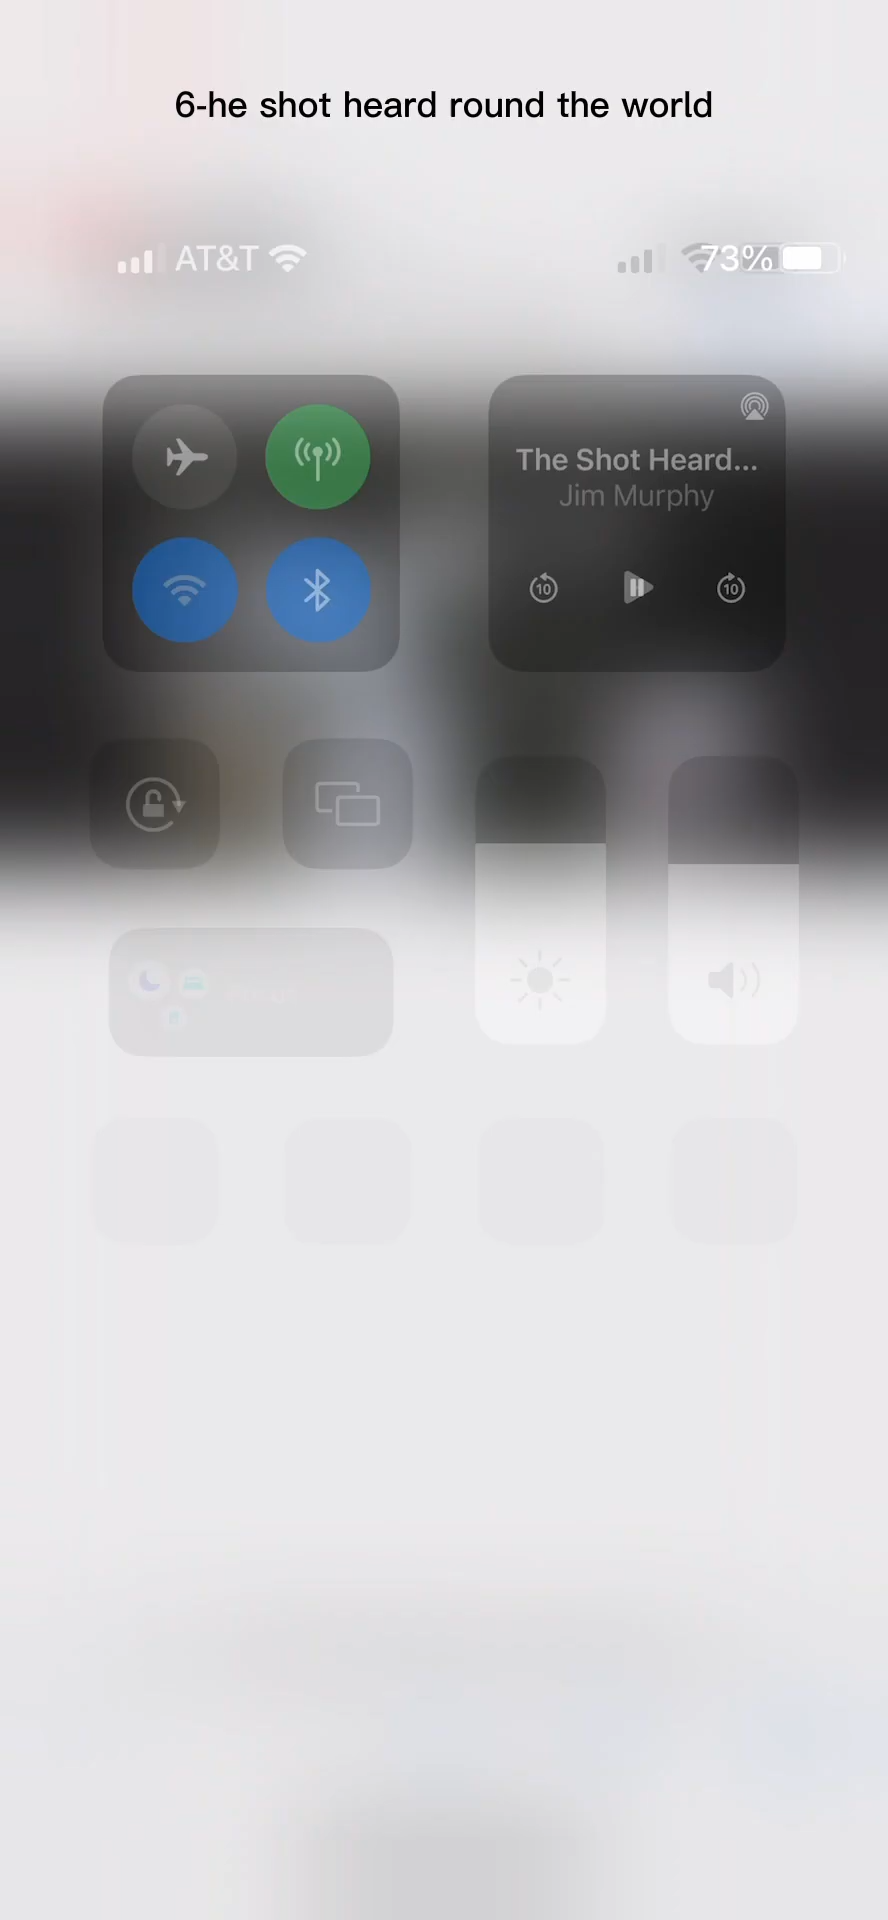 6-he shot heard round the world
AT&T
73%
The Shot Heard...
Jim Murphy
10
10